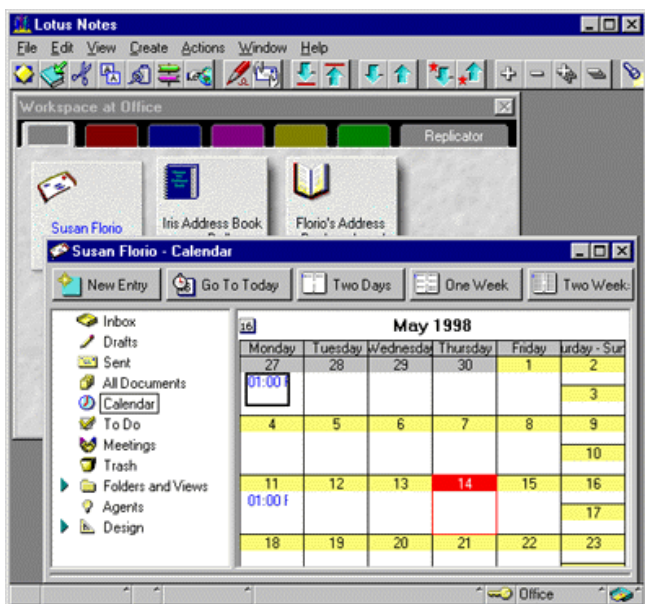 Lotus Notes
File Edit View Create Actions Window Help
Workspace at Office
Replicator
Susan Florio
Iris Address Book
Florio's Address
Susan Florio - Calendar
New Entry Go To Today Two Days One Week Two Week
Inbox
Drafts
Sent
All Documents
Calendar
To Do
Meetings
Trash
Folders and Views
Agents
Design
16 May 1998
Monday Tuesday Wednesday Thursday Friday urday - Sun
27 28 29 30 1 2
01:00
3
4 5 6 7 8 9
10
11 12 13 14 15 16
01:00
17
18 19 20 21 22 23
Office